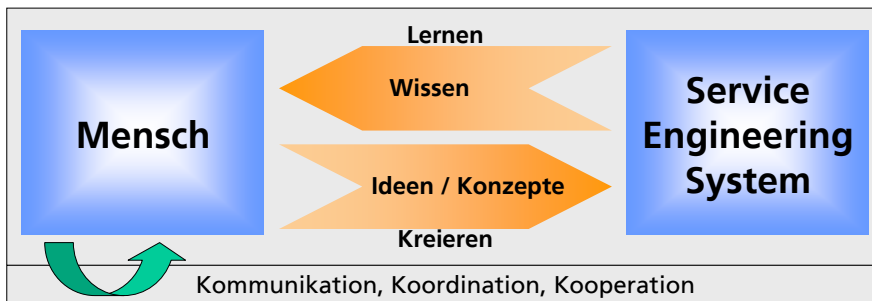 Lernen
Mensch
Wissen
Ideen / Konzepte
Kreieren
Service
Engineering
System
Kommunikation, Koordination, Kooperation